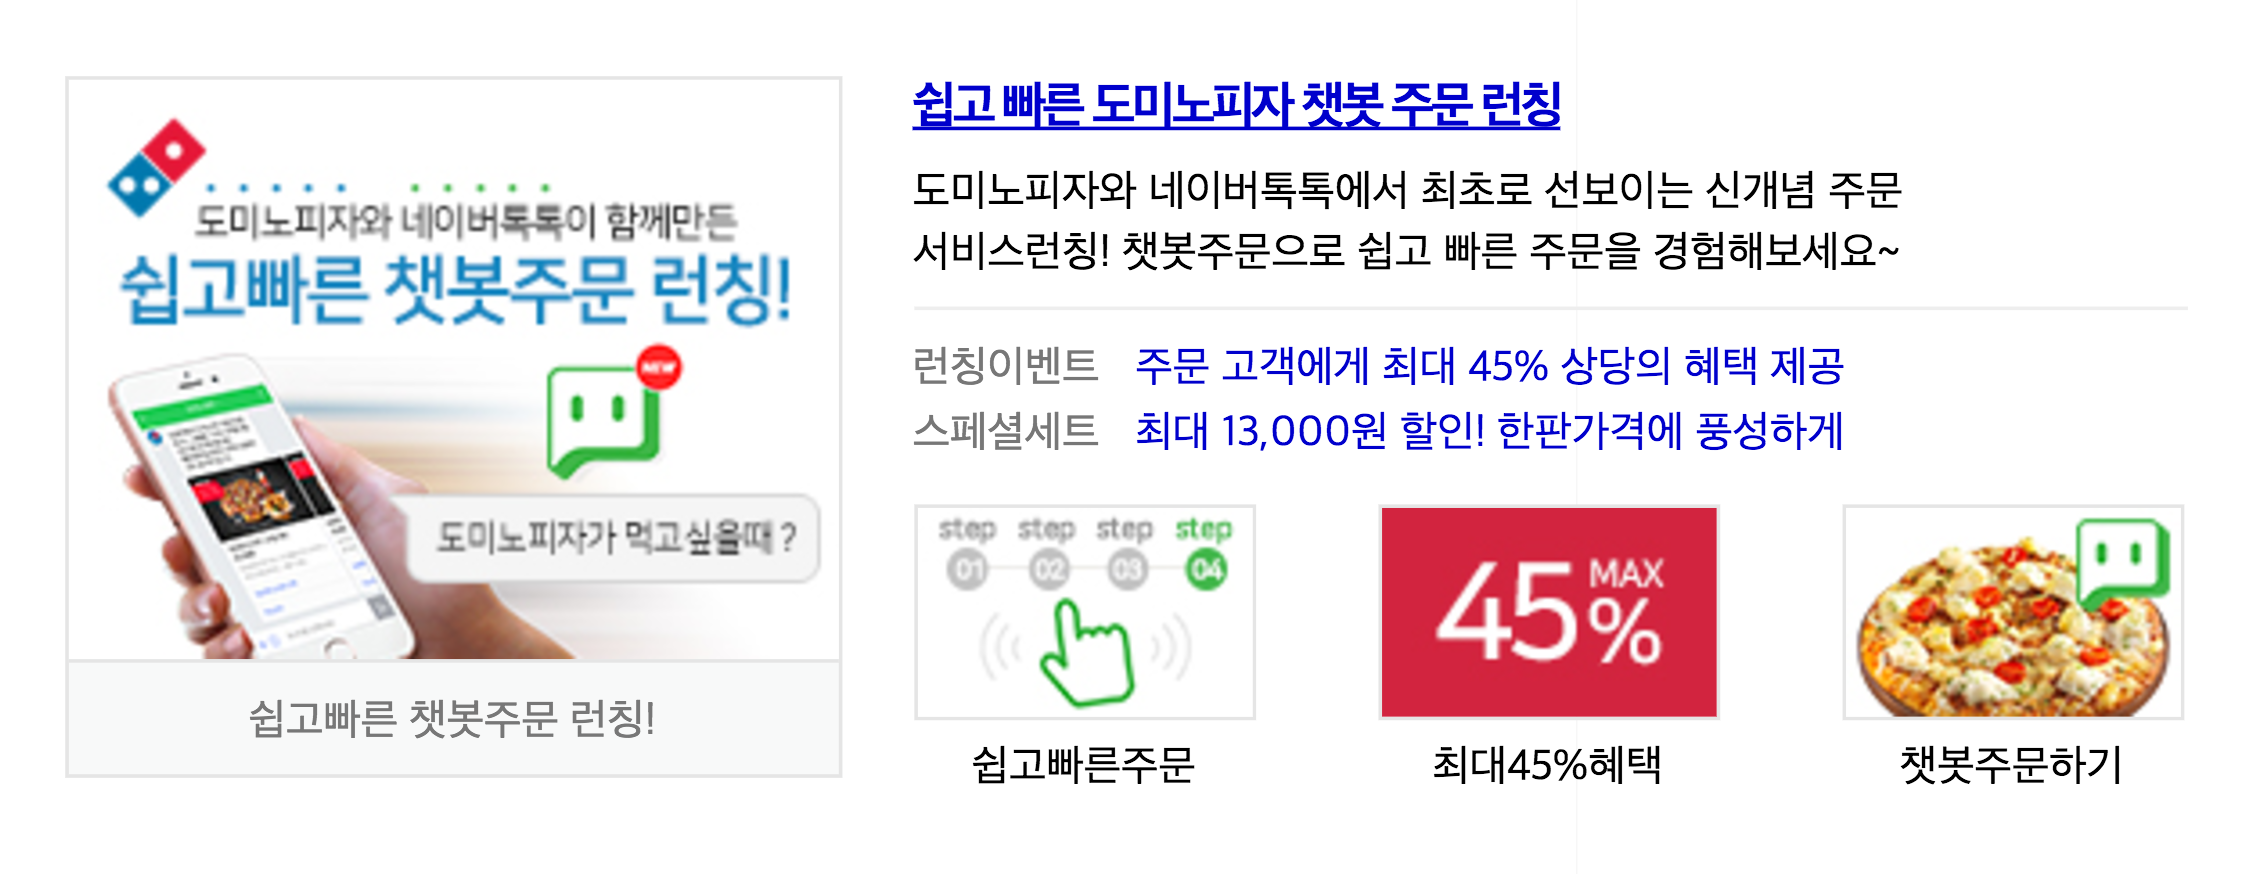 도미노피자와 네이버톡톡이 함께만든
쉽고빠른 챗봇주문 런칭!
NEW
도미노피자가 먹고싶을때 ?
쉽고빠른 챗봇주문 런칭!
쉽고 빠른 도미노피자 챗봇 주문 런칭
도미노피자와 네이버톡톡에서 최초로 선보이는 신개념 주문
서비스런칭! 챗봇주문으로 쉽고 빠른 주문을 경험해보세요~
런칭이벤트 주문 고객에게 최대 45% 상당의 혜택 제공
스페셜세트 최대 13,000원 할인! 한판가격에 풍성하게
step step step step
01 02 03 04
쉽고빠른주문
45% MAX
최대45%혜택
챗봇주문하기